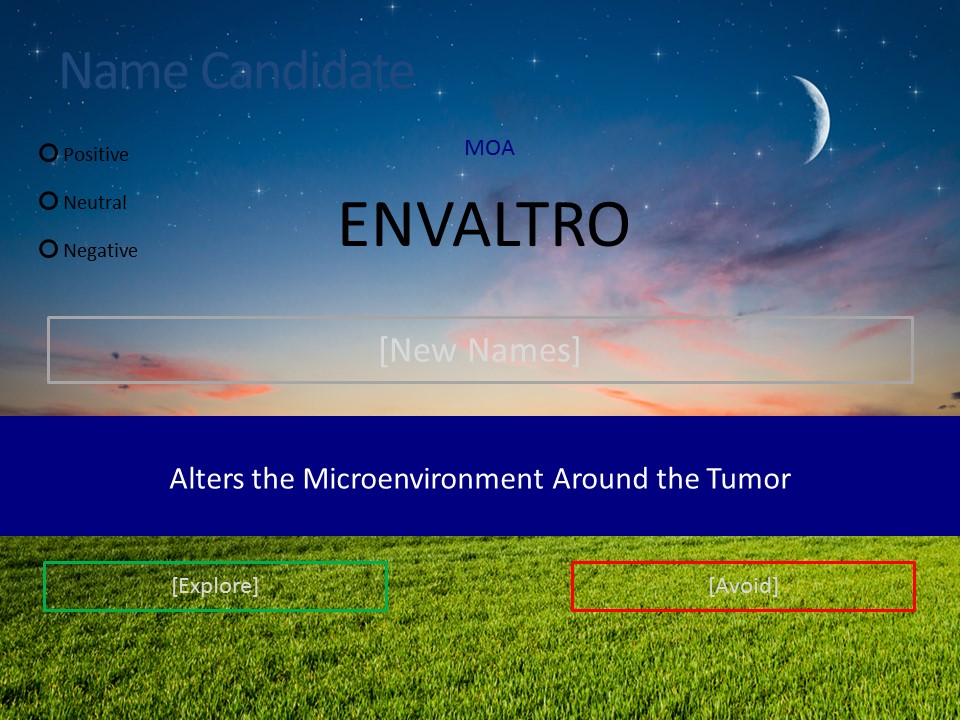 Name Candidate
MOA
Positive
Neutral
Negative
ENVALTRO
[New Names]
Alters the Microenvironment Around the Tumor
[Explore]
[Avoid]